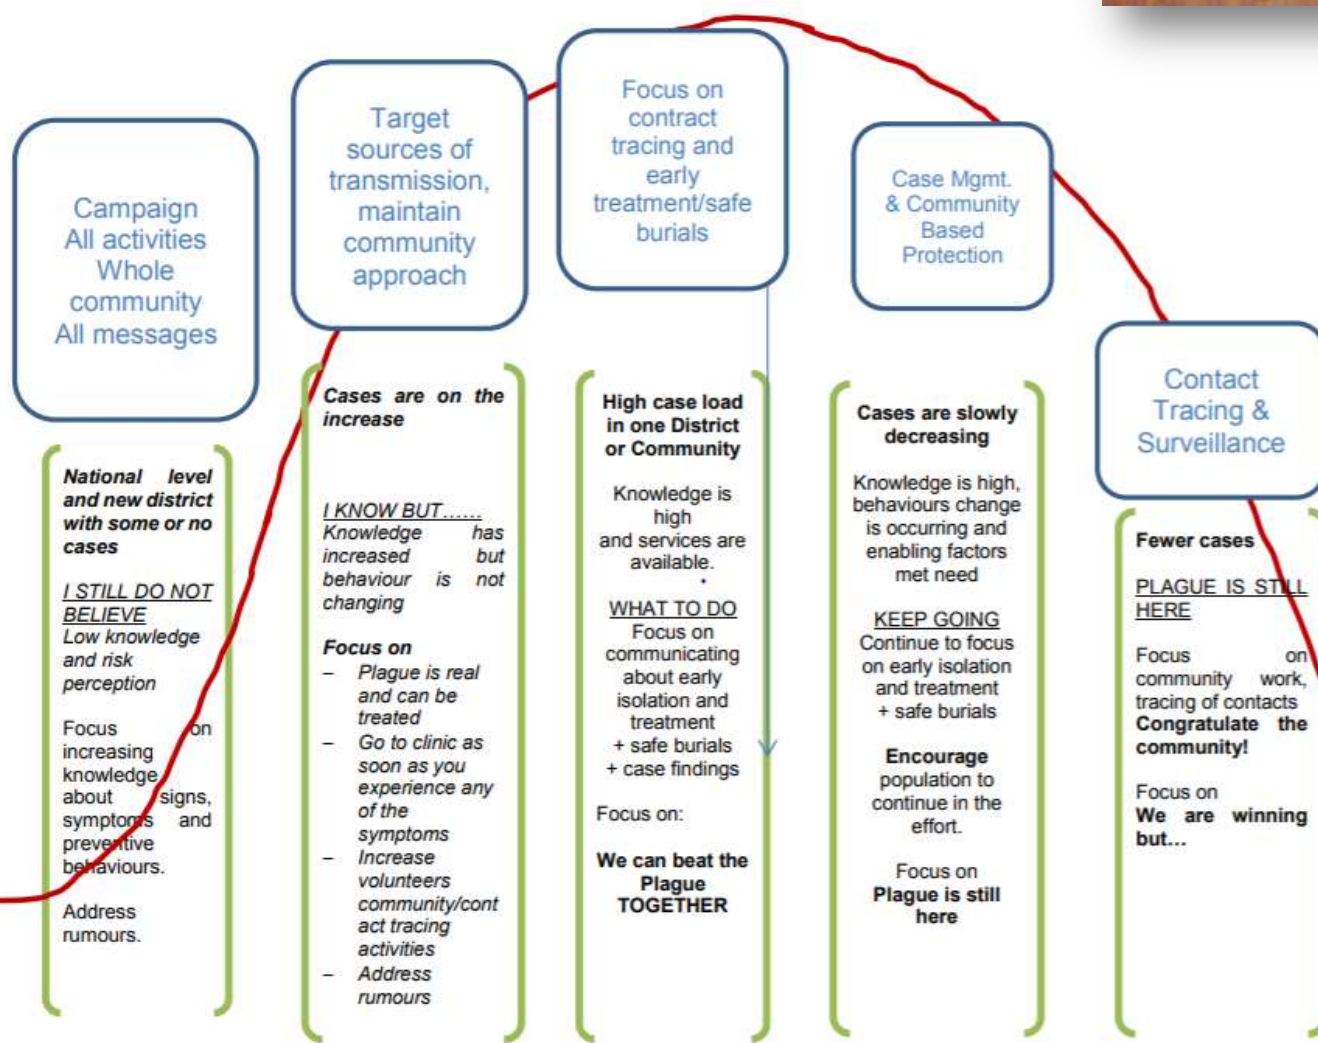 Campaign
All activities
Whole
community
All messages
Target
sources of
transmission,
maintain
community
approach
Focus on
contract
tracing and
early
treatment/safe
burials
Case Mgmt.
& Community
Based
Protection
Contact
Tracing &
Surveillance
National level
and new district
with some or no
cases
I STILL DO NOT
BELIEVE
Low knowledge
and risk
perception
Focus on
increasing
knowledge
about signs,
symptoms and
preventive
behaviours.
Address
rumours.
Cases are on the
increase
I KNOW BUT……
Knowledge has
increased but
behaviour is not
changing
Focus on
– Plague is real
and can be
treated
– Go to clinic as
soon as you
experience any
of the
symptoms
– Increase
volunteers
community/cont
act tracing
activities
– Address
rumours
High case load
in one District
or Community
Knowledge is
high
and services are
available.
WHAT TO DO
Focus on
communicating
about early
isolation and
treatment
+ safe burials
+ case findings
Focus on:
We can beat the
Plague
TOGETHER
Cases are slowly
decreasing
Knowledge is high,
behaviours change
is occurring and
enabling factors
met need
KEEP GOING
Continue to focus
on early isolation
and treatment
+ safe burials
Encourage
population to
continue in the
effort.
Focus on
Plague is still
here
Fewer cases
PLAGUE IS STILL
HERE
Focus on
community work,
tracing of contacts
Congratulate the
community!
Focus on
We are winning
but…